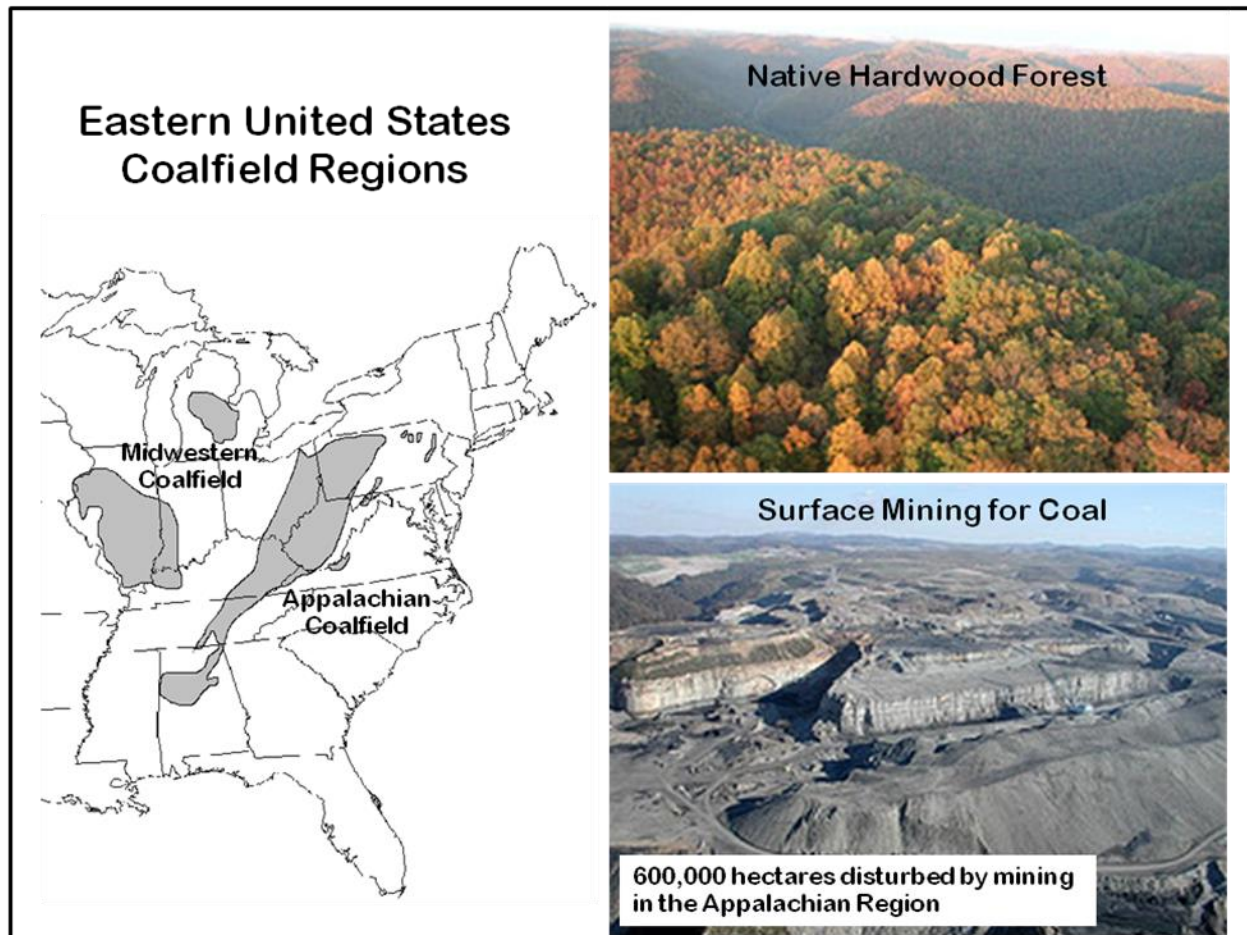 Eastern United States
Coalfield Regions
Midwestern
Coalfield
Appalachian
Coalfield
Native Hardwood Forest
Surface Mining for Coal
600,000 hectares disturbed by mining
in the Appalachian Region